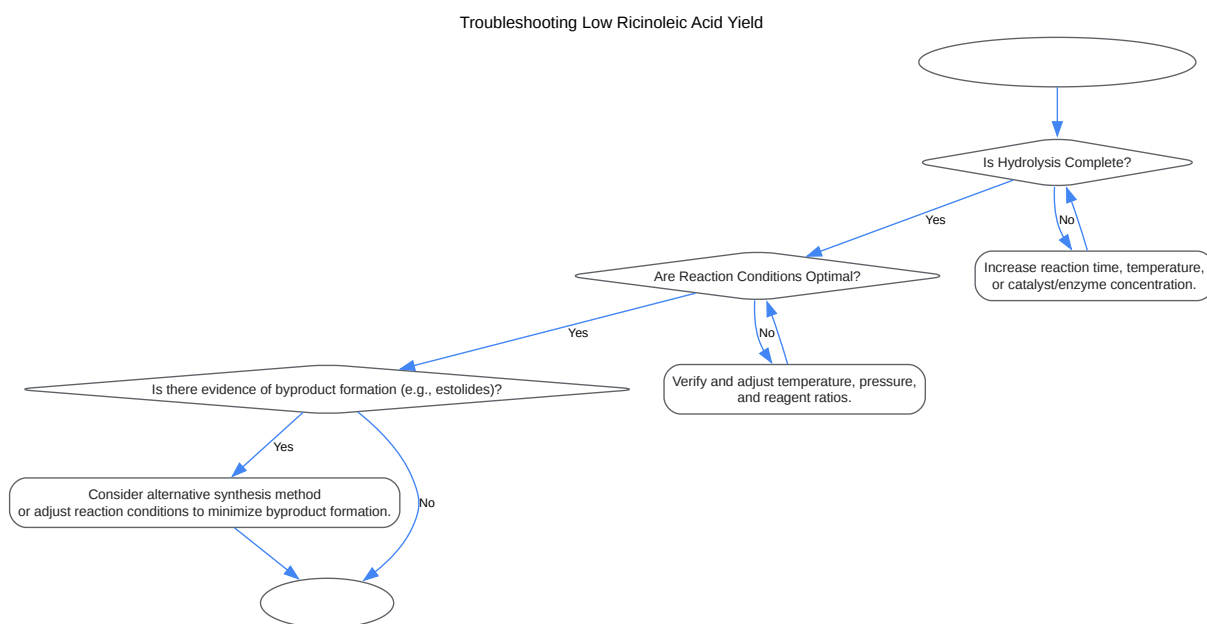 Troubleshooting Low Ricinoleic Acid Yield
Is Hydrolysis Complete?
Yes
No
Increase reaction time, temperature,
or catalyst/enzyme concentration.
Are Reaction Conditions Optimal?
Yes
No
Verify and adjust temperature, pressure,
and reagent ratios.
Is there evidence of byproduct formation (e.g., estolides)?
Yes
No
Consider alternative synthesis method
or adjust reaction conditions to minimize byproduct formation.